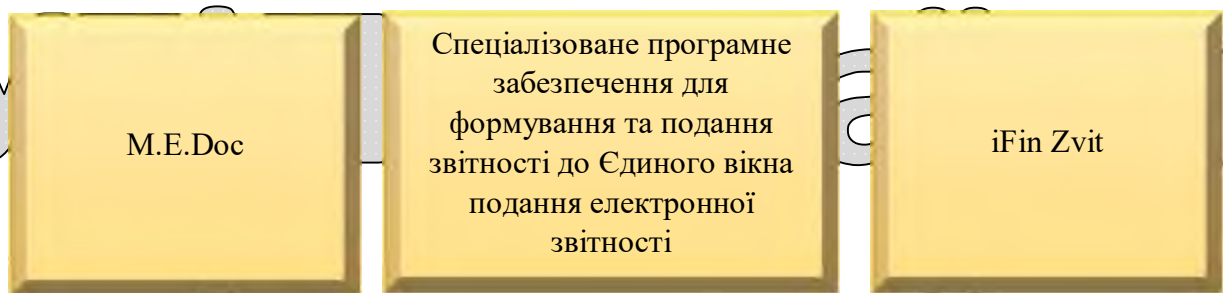 M.E.Doc
Спеціалізоване програмне
забезпечення для
формування та подання
звітності до Єдиного вікна
подання електронної
звітності
iFin Zvit